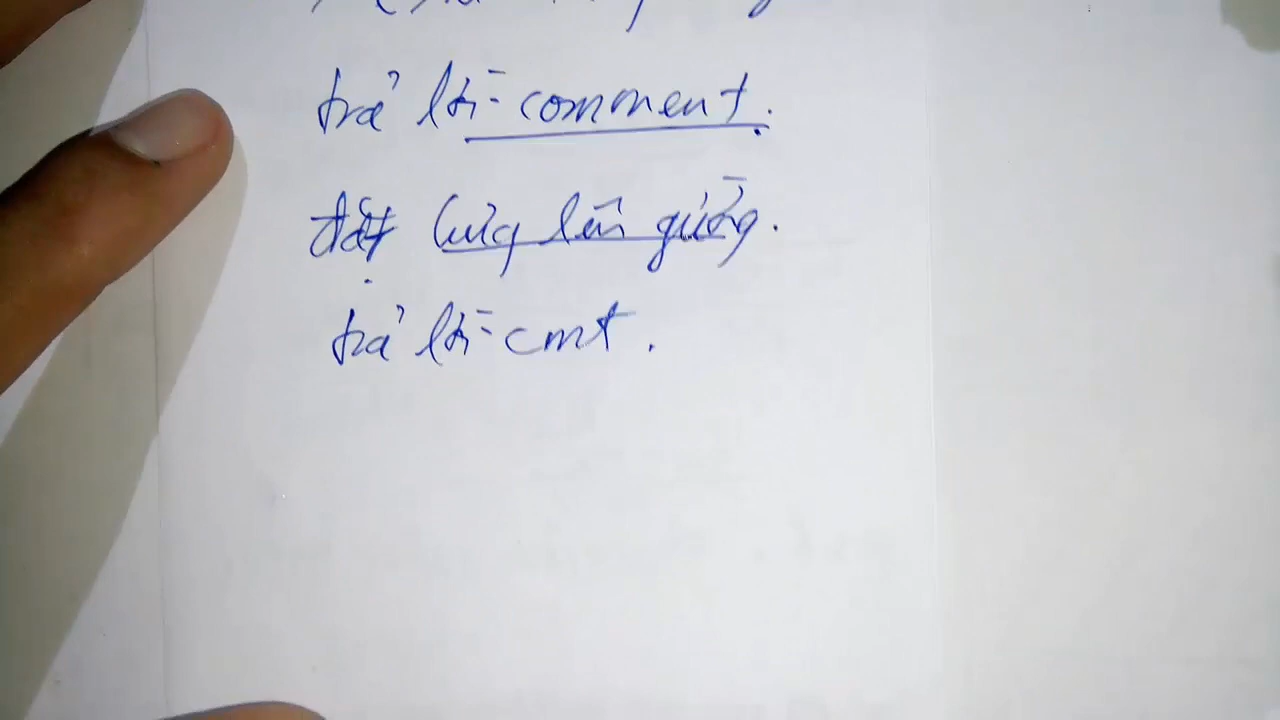 trả lời comment.
đặt lưng lên giường.
trả lời cmt.